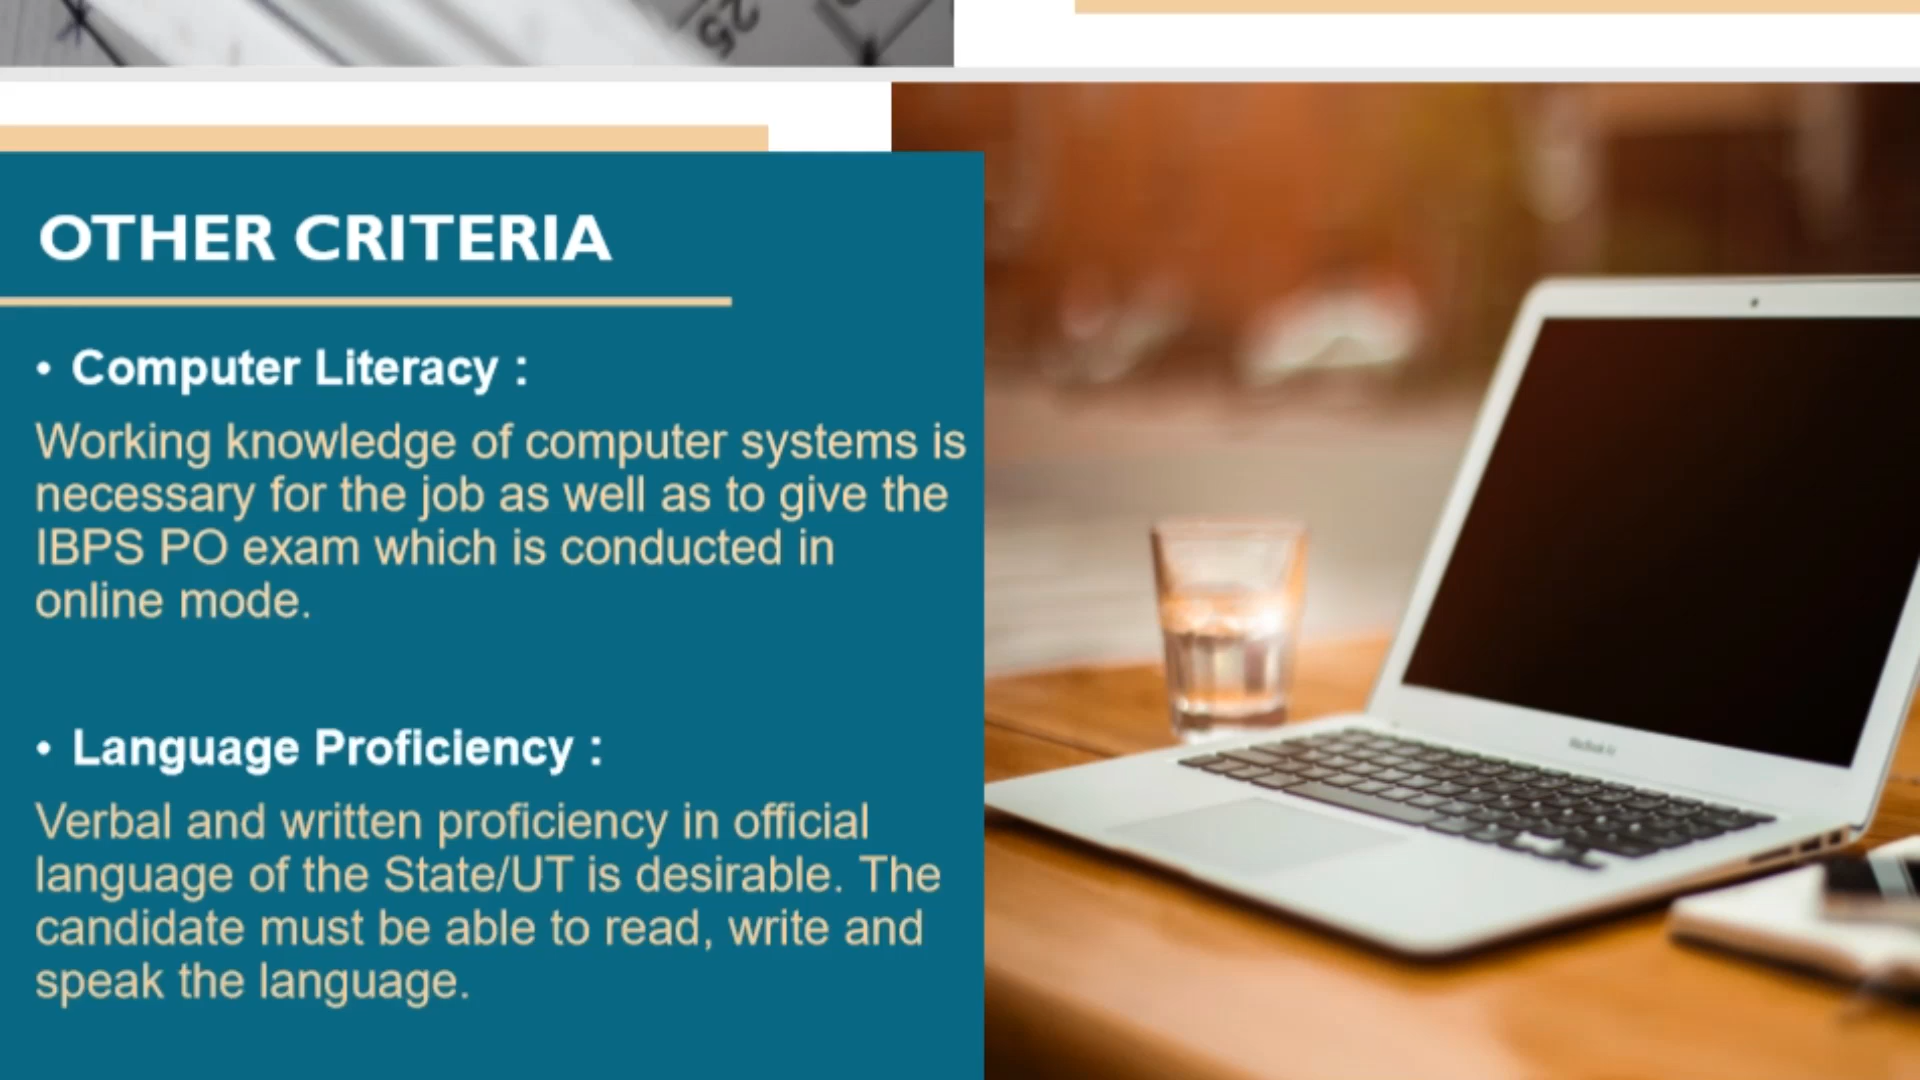 25
OTHER CRITERIA
• Computer Literacy :
Working knowledge of computer systems is
necessary for the job as well as to give the
IBPS PO exam which is conducted in
online mode.
• Language Proficiency :
Verbal and written proficiency in official
language of the State/UT is desirable. The
candidate must be able to read, write and
speak the language.